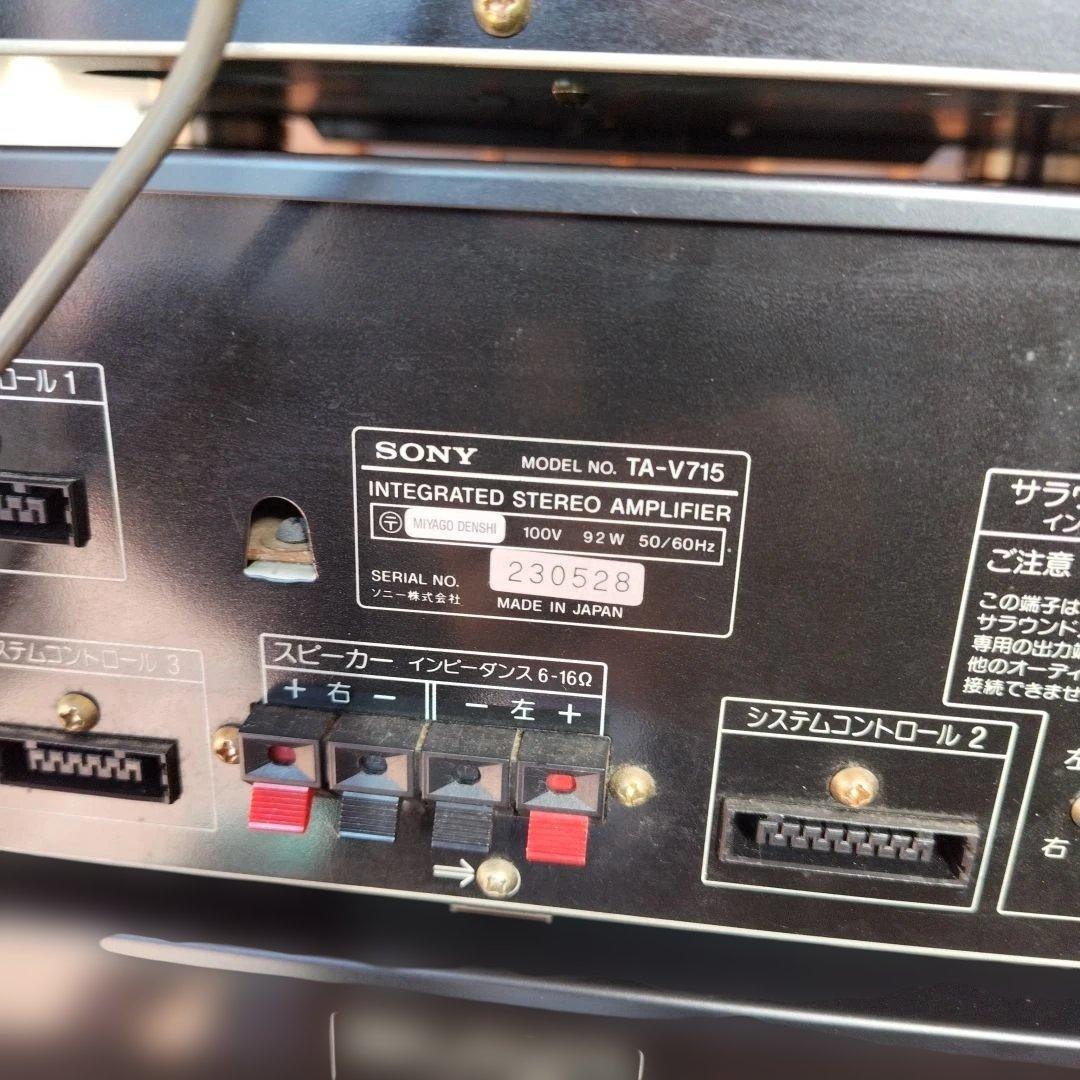 ロール 1
SONY MODEL NO. TA-V715
INTEGRATED STEREO AMPLIFIER
〒 MIYAGO DENSHI 100V 92W 50/60Hz
SERIAL NO. 230528
ソニー株式会社 MADE IN JAPAN
サラウ
イン
ご注意
この端子は
サラウンド
専用の出力端
他のオーディ
接続できませ
ステムコントロール 3
スピーカー インピーダンス 6-16Ω
+ 右 − − 左 +
システムコントロール 2
左
右